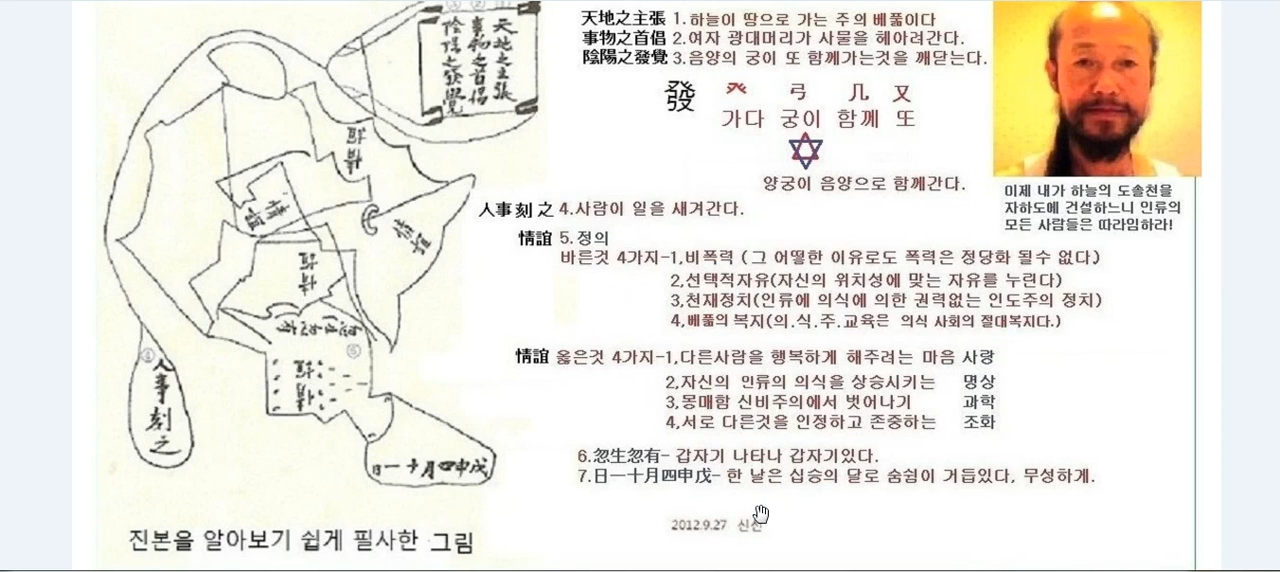 天地之主張
事物之首倡
陰陽之發覺
情誼
情誼
情誼
情誼
情誼
④
人事刻之
⑤
戊申四月十一日
진본을 알아보기 쉽게 필사한 그림
天地之主張 1.하늘이 땅으로 가는 주의 베풂이다
事物之首倡 2.여자 광대머리가 사물을 헤아려간다.
陰陽之發覺 3.음양의 궁이 또 함께가는것을 깨닫는다.
發 癶 弓 几 又
가다 궁이 함께 또
양궁이 음양으로 함께간다.
이제 내가 하늘의 도솔천을
자하도에 건설하느니 인류의
모든 사람들은 따라임하라!
人事刻之 4.사람이 일을 새겨간다.
情誼 5.정의
바른것 4가지-1,비폭력 ( 그 어떻한 이유로도 폭력은 정당화 될수 없다.)
2,선택적자유(자신의 위치성에 맞는 자유를 누린다)
3,천재정치(인류에 의식에 의한 권력없는 인도주의 정치)
4,베풂의 복지(의.식.주.교육은 의식 사회의 절대복지다.)
情誼 옳은것 4가지-1,다른사람을 행복하게 해주려는 마음 사랑
2,자신의 인류의 의식을 상승시키는 명상
3.몽매함 신비주의에서 벗어나기 과학
4,서로 다른것을 인정하고 존중하는 조화
6.忽生忽有- 갑자기 나타나 갑자기있다.
7.日一十月四申戊- 한 날은 십승의 달로 숨쉼이 거듭있다, 무성하게.
2012.9.27 신선